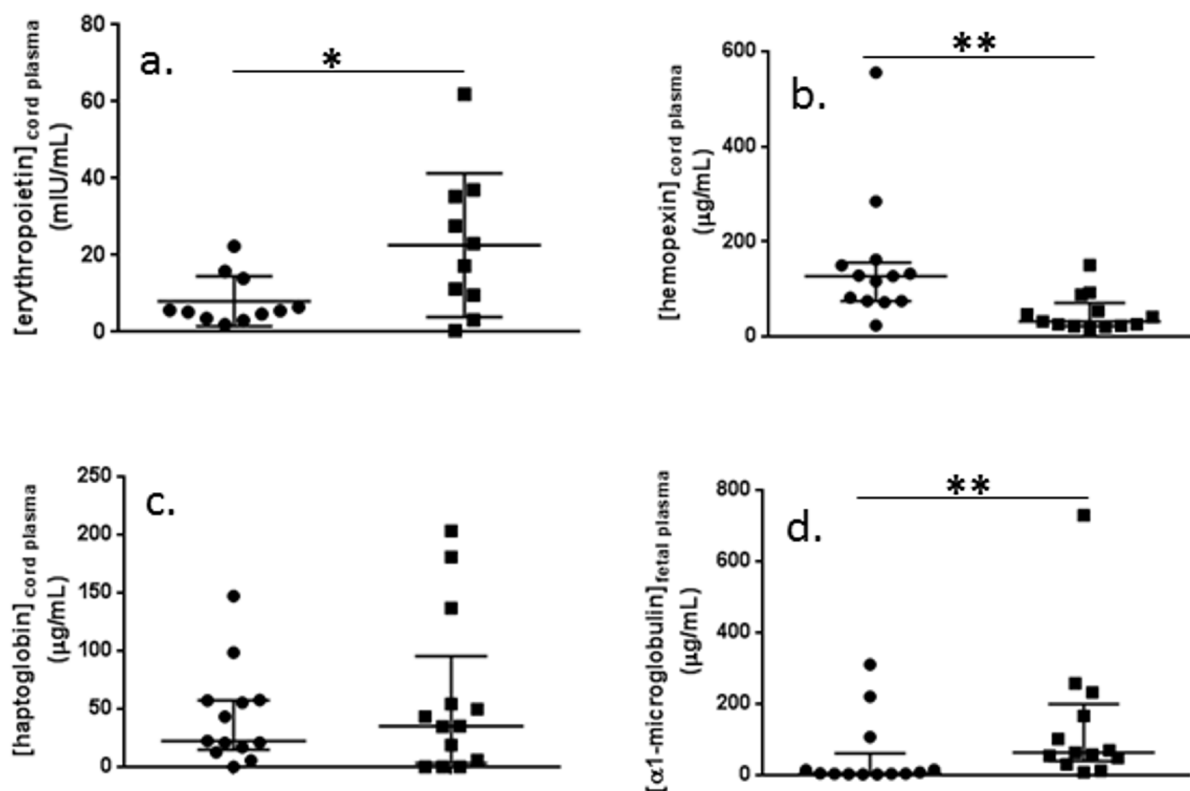 a.
*
[erythropoietin]cord plasma
(mIU/mL)
80
60
40
20
0
b.
**
[hemopexin]cord plasma
(μg/mL)
600
400
200
0
c.
[haptoglobin]cord plasma
(μg/mL)
250
200
150
100
50
0
d.
**
[α1-microglobulin]fetal plasma
(μg/mL)
800
600
400
200
0